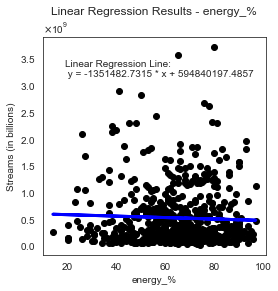 Linear Regression Results - energy_%
×10⁹
Linear Regression Line:
y = -1351482.7315 * x + 594840197.4857
3.5
3.0
2.5
2.0
1.5
1.0
0.5
0.0
Streams (in billions)
20 40 60 80 100
energy_%